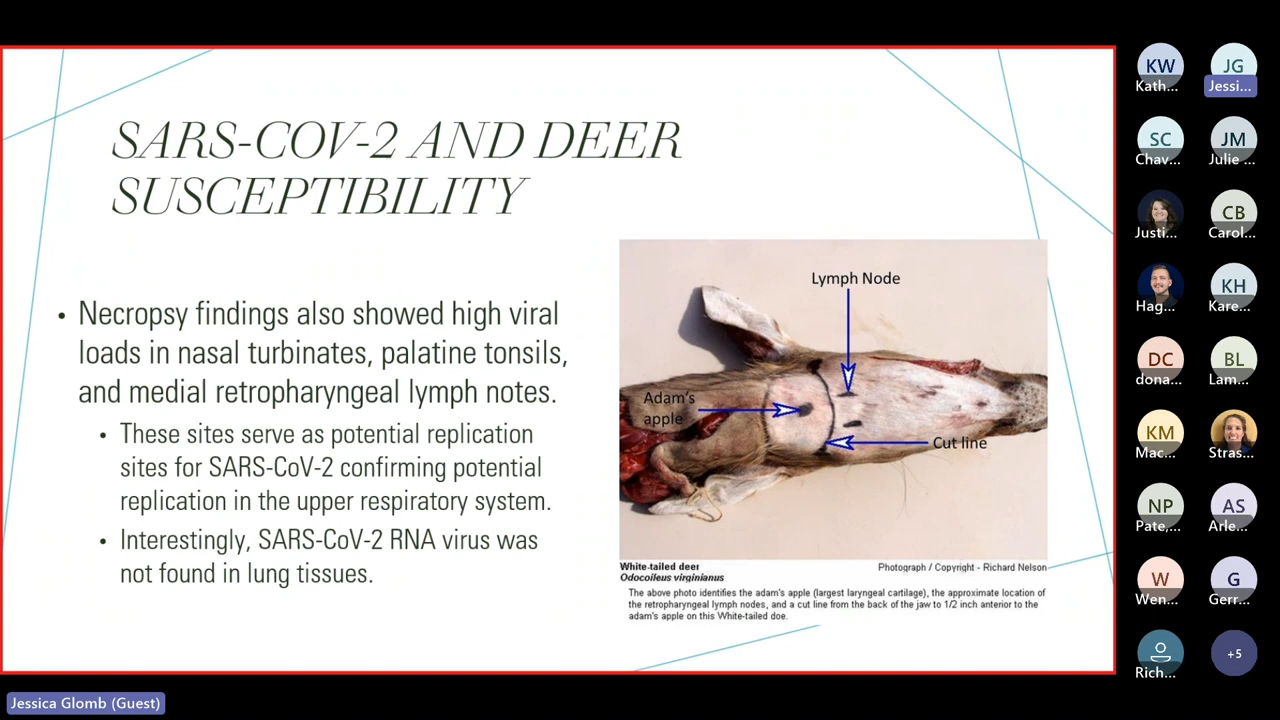 SARS-COV-2 AND DEER
SUSCEPTIBILITY
• Necropsy findings also showed high viral
loads in nasal turbinates, palatine tonsils,
and medial retropharyngeal lymph notes.
• These sites serve as potential replication
sites for SARS-CoV-2 confirming potential
replication in the upper respiratory system.
• Interestingly, SARS-CoV-2 RNA virus was
not found in lung tissues.
Lymph Node
Adam's
apple
Cut line
White-tailed deer
Odocoileus virginianus
Photograph / Copyright - Richard Nelson
The above photo identifies the adam's apple (largest laryngeal cartilage), the approximate location of
the retropharyngeal lymph nodes, and a cut line from the back of the jaw to 1/2 inch anterior to the
adam's apple on this White-tailed doe.
KW
Kath...
JG
Jessi...
SC
Chav...
JM
Julie ...
Justi...
CB
Carol...
Hag...
KH
Kare...
DC
dona...
BL
Lam...
KM
Mac...
Stras...
NP
Pate,...
AS
Arle...
W
Wen...
G
Gerr...
Rich...
+5
Jessica Glomb (Guest)